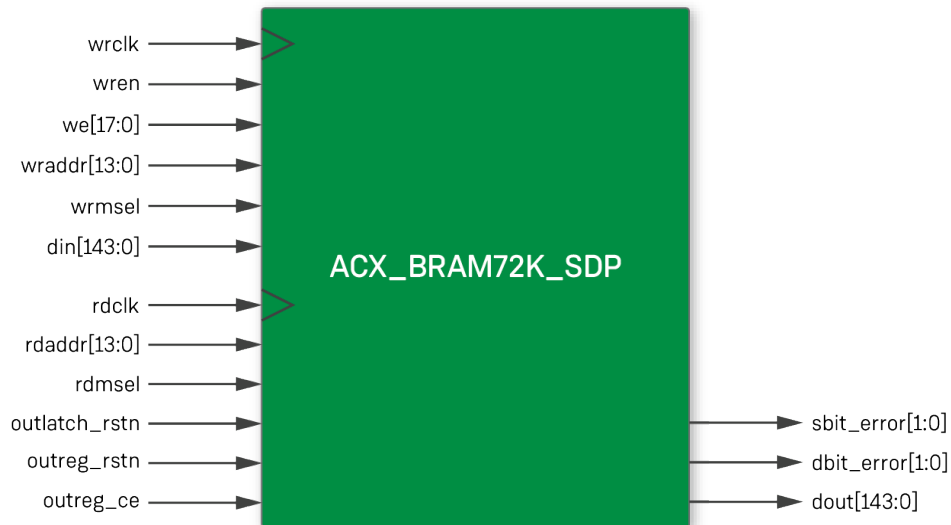 wrclk
wren
we[17:0]
wraddr[13:0]
wrmsel
din[143:0]
rdclk
rdaddr[13:0]
rdmsel
outlatch_rstn
outreg_rstn
outreg_ce
ACX_BRAM72K_SDP
sbit_error[1:0]
dbit_error[1:0]
dout[143:0]